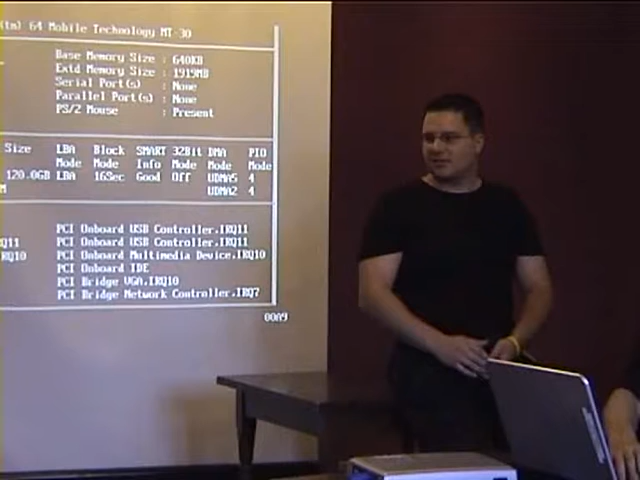 (tm) 64 Mobile Technology MT-30
Base Memory Size : 640KB
Extd Memory Size : 1919MB
Serial Port(s) : None
Parallel Port(s) : None
PS/2 Mouse : Present
Size LBA Block SMART 32Bit DMA PIO
Mode Mode Info Mode Mode Mode
120.0GB LBA 16Sec Good Off UDMA5 4
M UDMA2 4
PCI Onboard USB Controller.IRQ11
IRQ11 PCI Onboard USB Controller.IRQ11
IRQ10 PCI Onboard Multimedia Device.IRQ10
PCI Onboard IDE
PCI Bridge VGA.IRQ10
PCI Bridge Network Controller.IRQ7
00A9